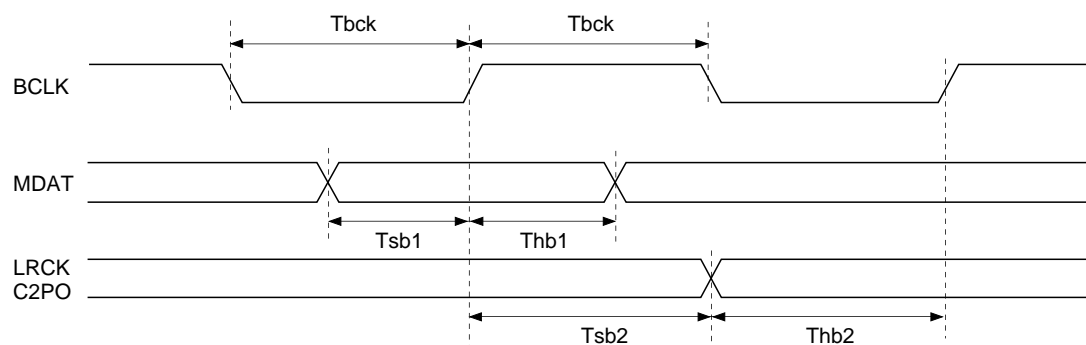 Tbck Tbck
BCLK
MDAT
Tsb1 Thb1
LRCK
C2PO
Tsb2 Thb2